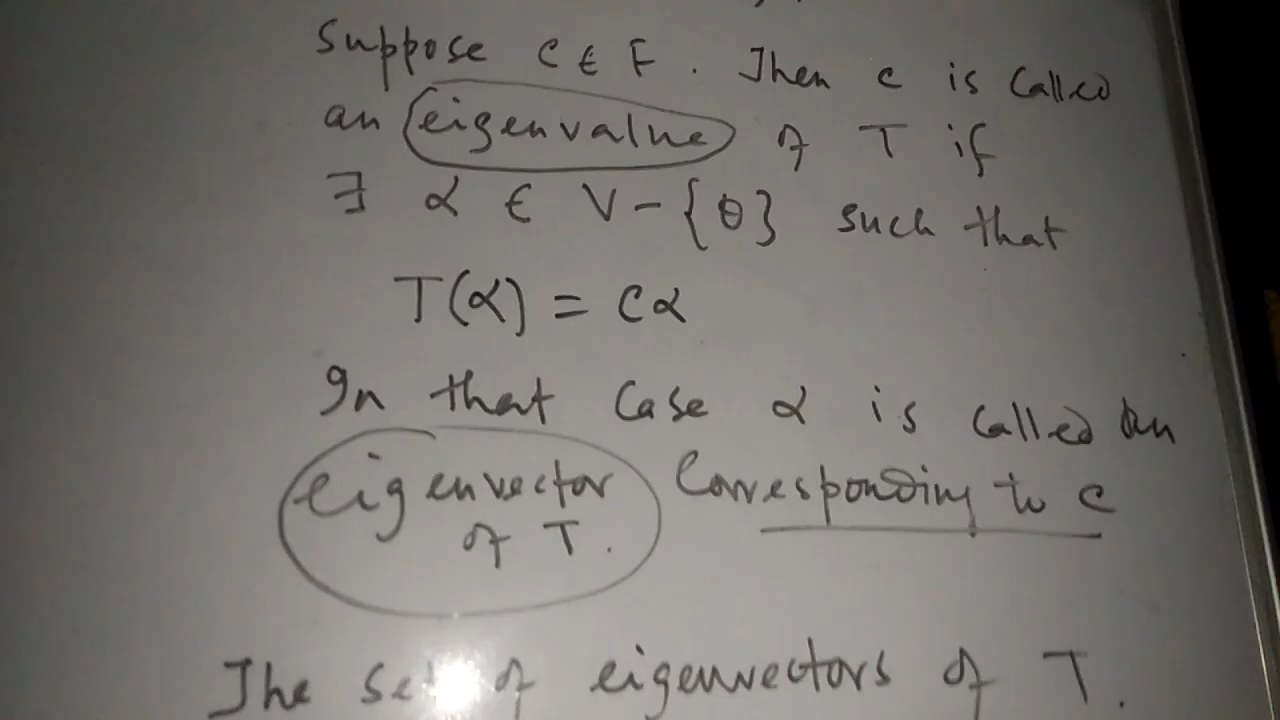 Suppose c ∈ F. Then c is called
an eigenvalue of T if
∃ α ∈ V - {θ} such that
T(α) = cα
In that case α is called an
eigenvector corresponding to c
of T.
The set of eigenvectors of T.